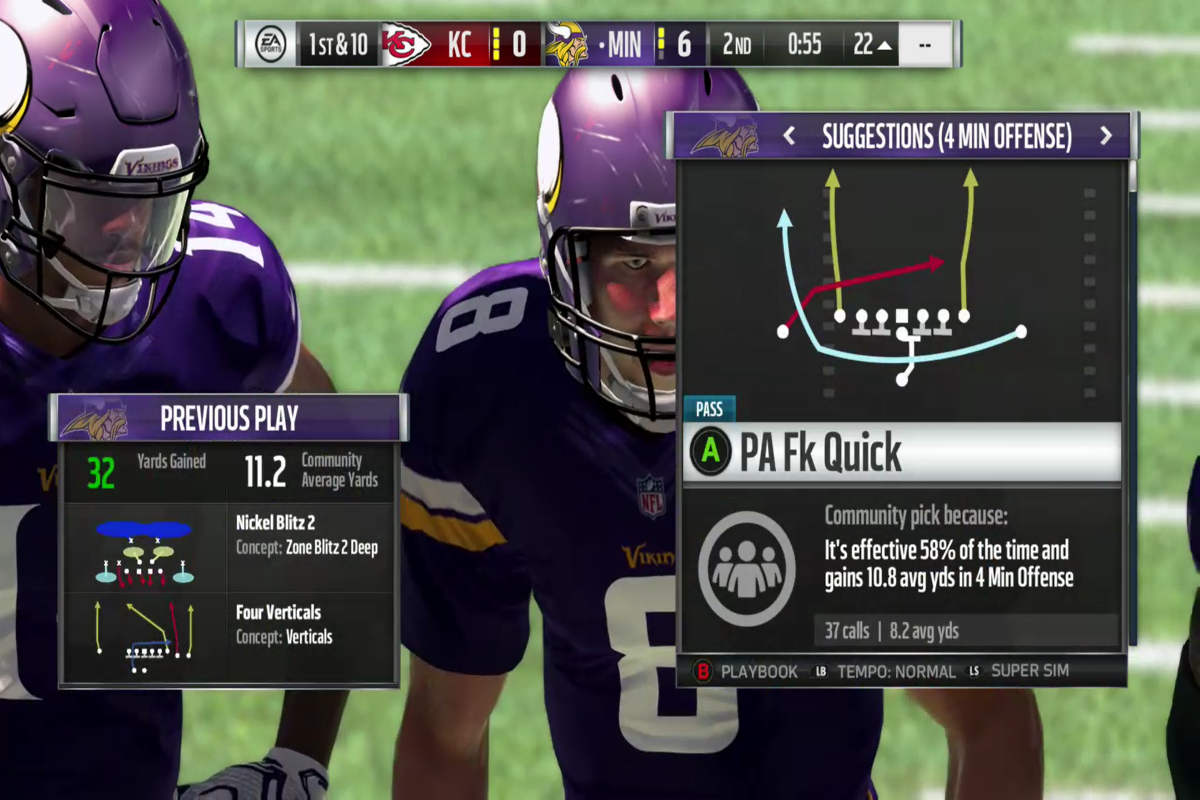 EA SPORTS 1ST & 10 KC KC 0 · MIN 6 2ND 0:55 22 --
SUGGESTIONS (4 MIN OFFENSE)
VIKINGS
14
8
PASS
A PA Fk Quick
PREVIOUS PLAY
32 Yards Gained 11.2 Community
Average Yards
NFL
Nickel Blitz 2
Concept: Zone Blitz 2 Deep
Four Verticals
Concept: Verticals
8
Community pick because:
It's effective 58% of the time and
gains 10.8 avg yds in 4 Min Offense
37 calls | 8.2 avg yds
B PLAYBOOK LB TEMPO: NORMAL LS SUPER SIM